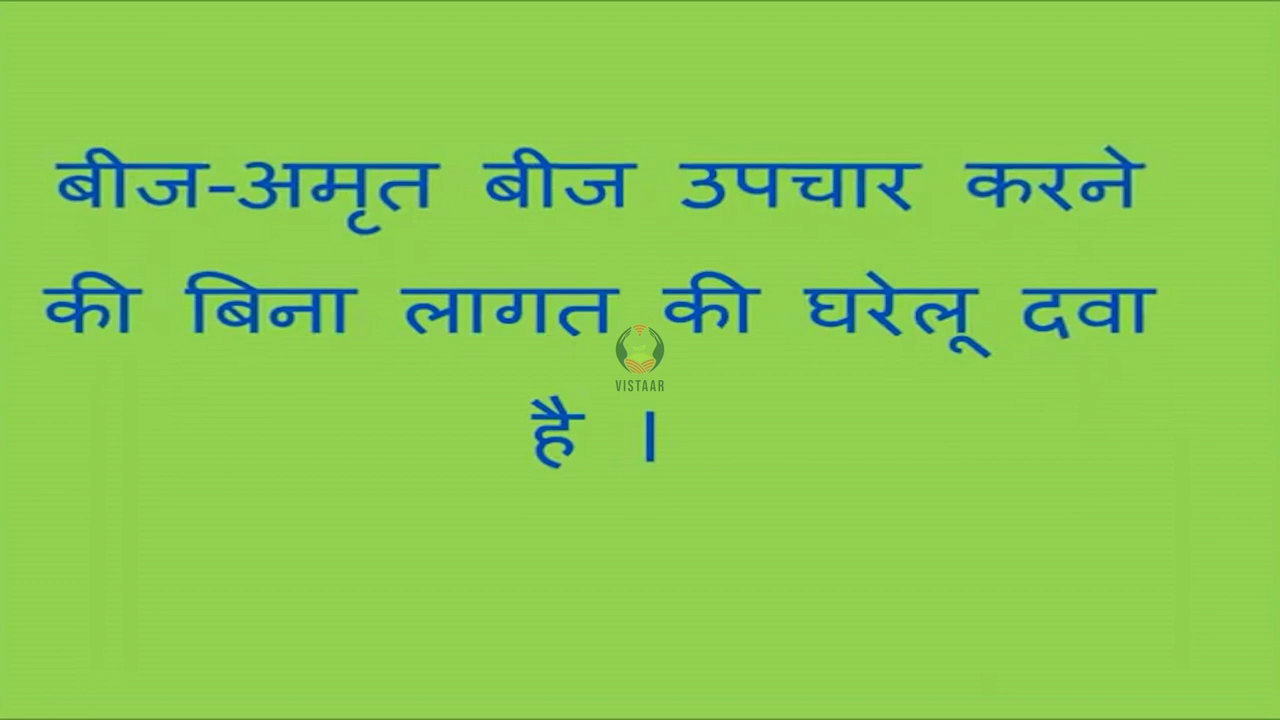 बीज-अमृत बीज उपचार करने
की बिना लागत की घरेलू दवा
है ।
VISTAAR